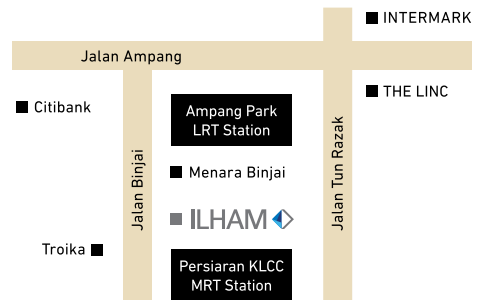 INTERMARK
Jalan Ampang
THE LINC
Citibank
Ampang Park
LRT Station
Jalan Binjai
Jalan Tun Razak
Menara Binjai
ILHAM
Troika
Persiaran KLCC
MRT Station